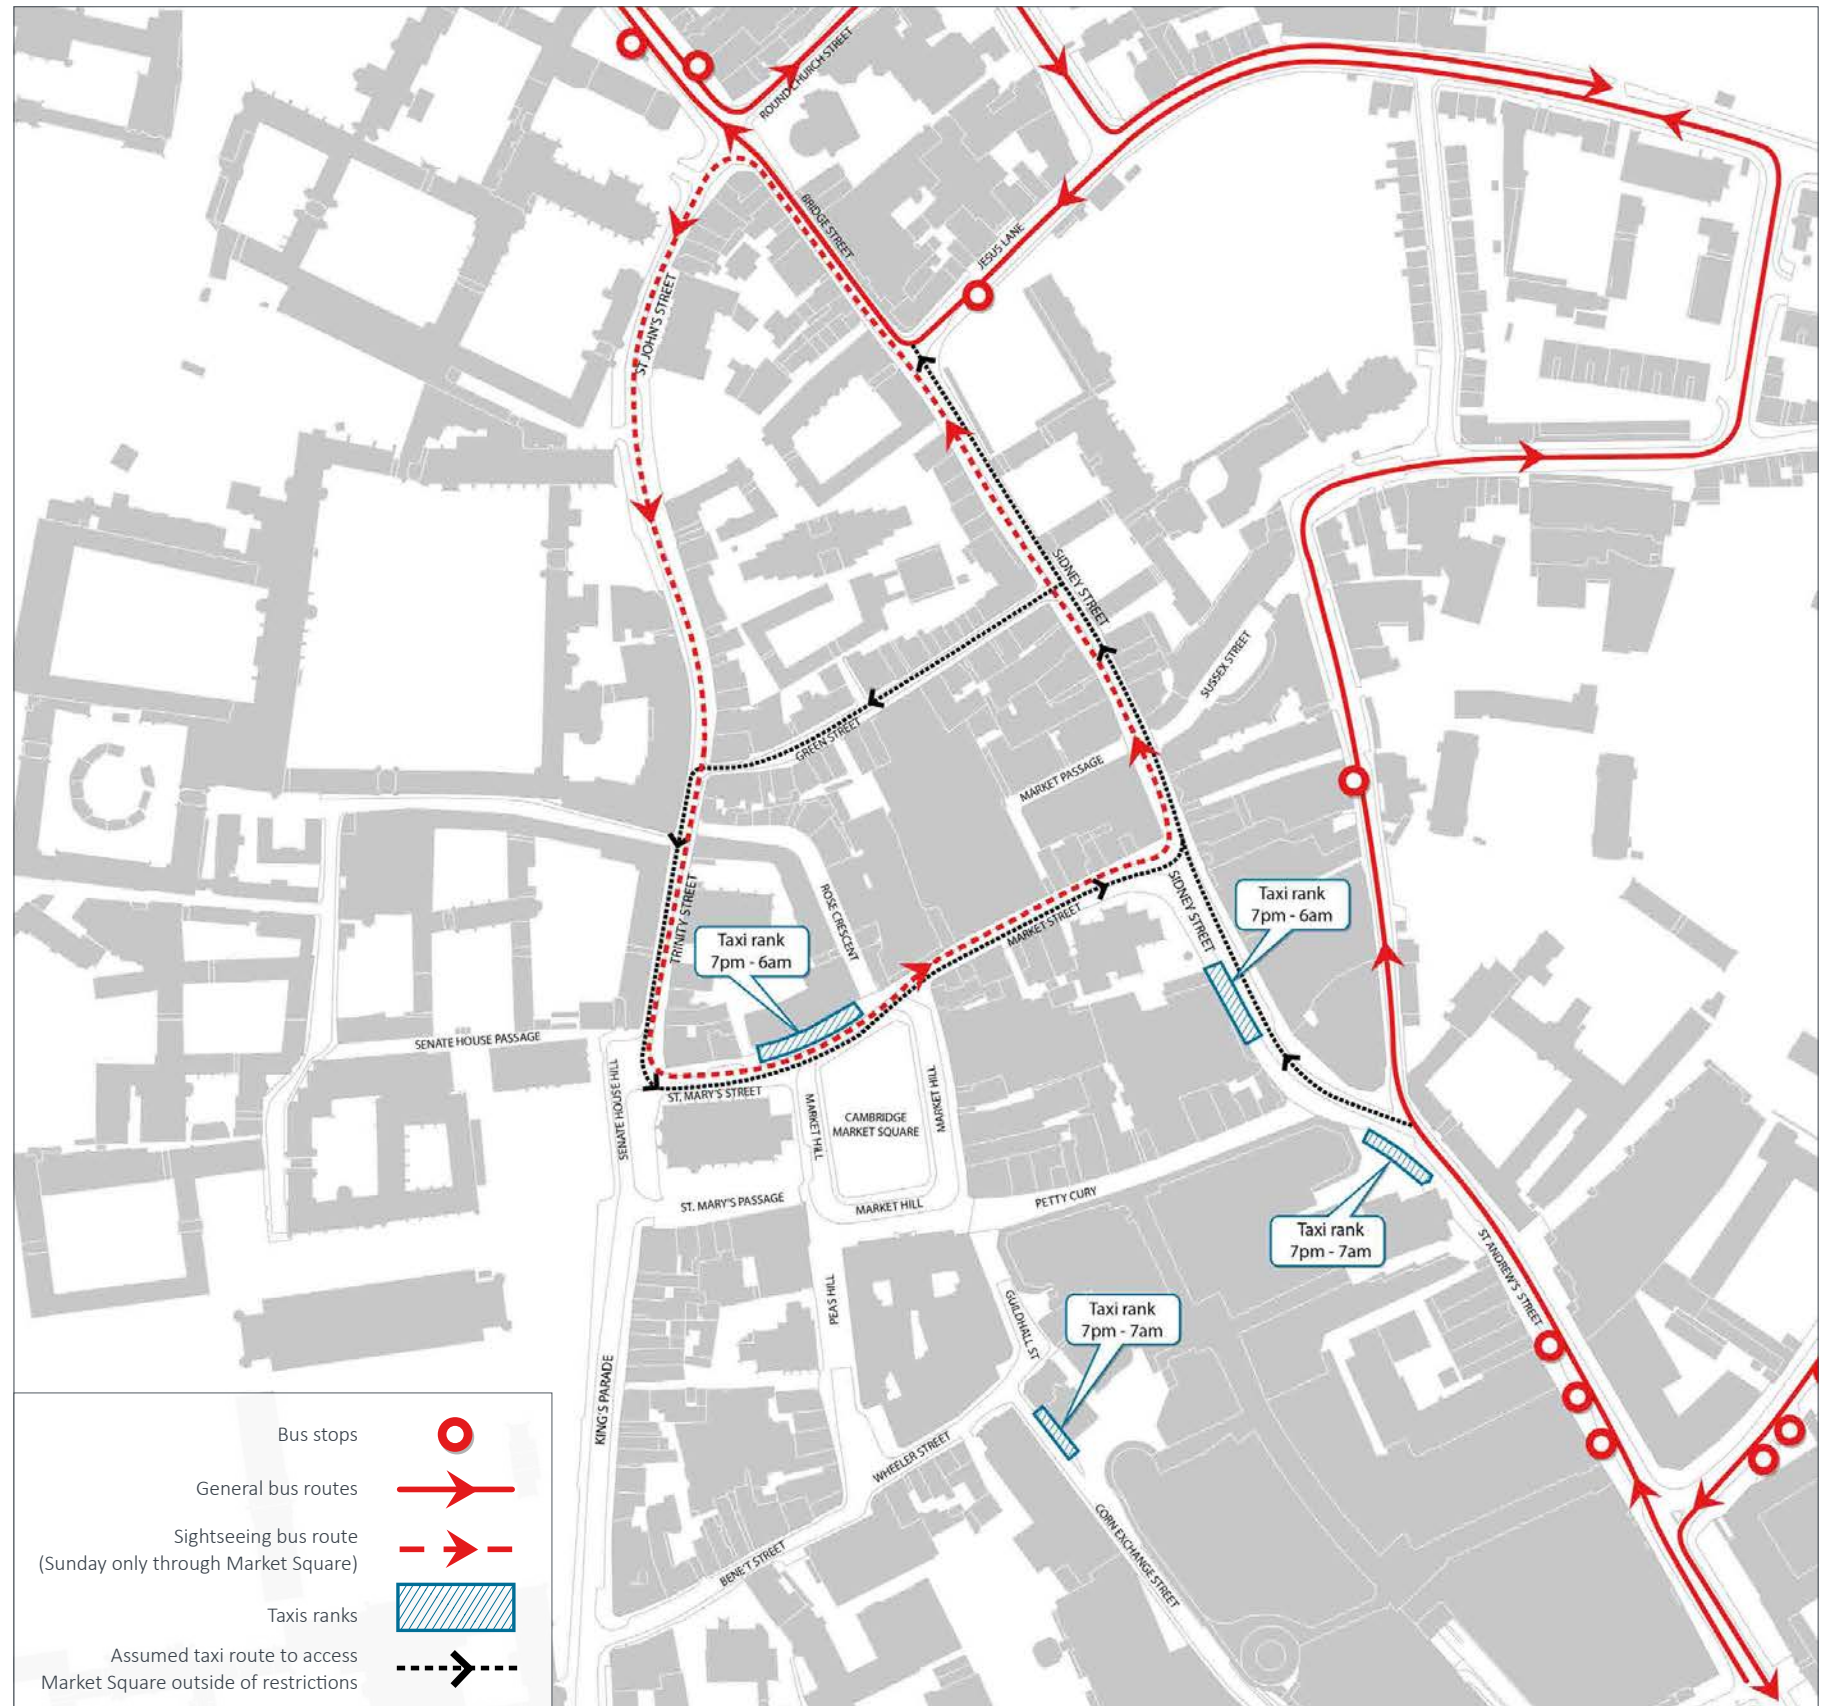 ROUND CHURCH STREET
BRIDGE STREET
JESUS LANE
ST JOHN'S STREET
SIDNEY STREET
SUSSEX STREET
GREEN STREET
MARKET PASSAGE
ROSE CRESCENT
TRINITY STREET
MARKET STREET
SIDNEY STREET
Taxi rank
7pm - 6am
Taxi rank
7pm - 6am
SENATE HOUSE PASSAGE
SENATE HOUSE HILL
ST. MARY'S STREET
MARKET HILL
CAMBRIDGE
MARKET SQUARE
MARKET HILL
ST. MARY'S PASSAGE
MARKET HILL
PETTY CURY
Taxi rank
7pm - 7am
ST ANDREW'S STREET
PEAS HILL
GUILDHALL ST
Taxi rank
7pm - 7am
KING'S PARADE
WHEELER STREET
BENE'T STREET
CORN EXCHANGE STREET
Bus stops
General bus routes
Sightseeing bus route
(Sunday only through Market Square)
Taxis ranks
Assumed taxi route to access
Market Square outside of restrictions